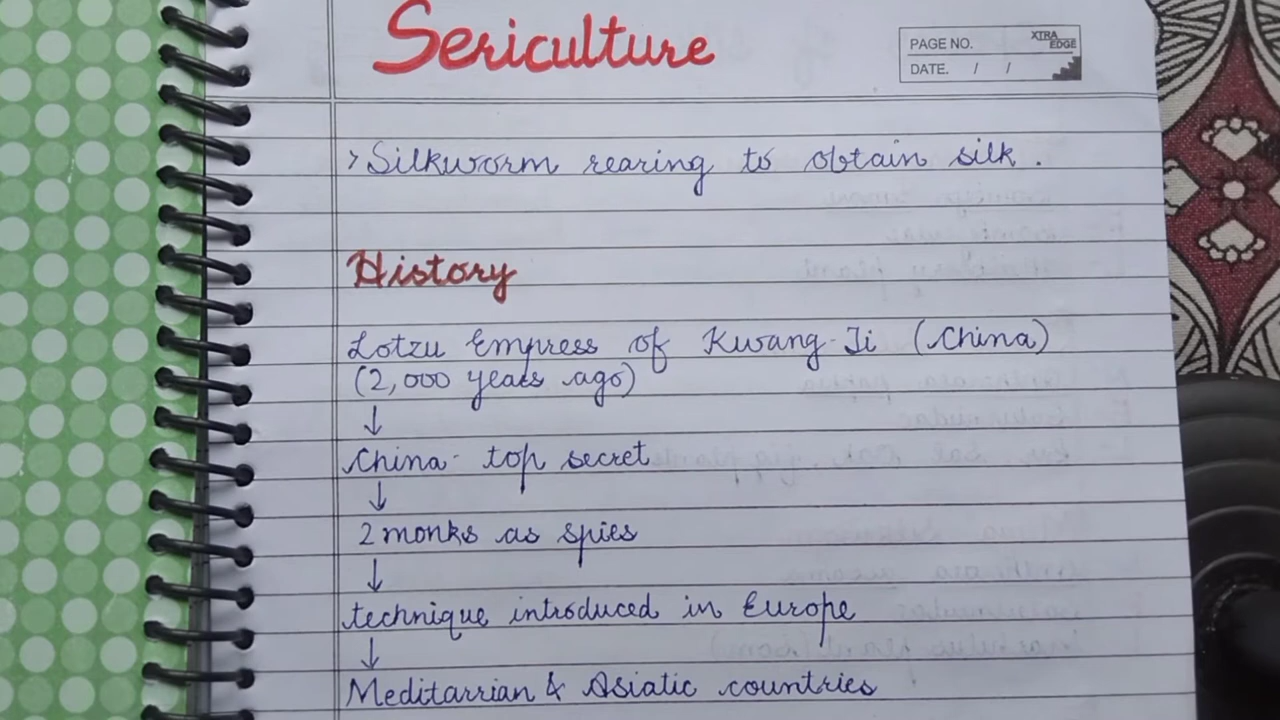 Sericulture
XTRA EDGE
PAGE NO.
DATE. / /
> Silkworm rearing to obtain silk.
History
Lotzu Empress of Kwang-Ti (China)
(2,000 years ago)
↓
China- top secret
↓
2 monks as spies
↓
technique introduced in Europe
↓
Meditarrian & Asiatic countries